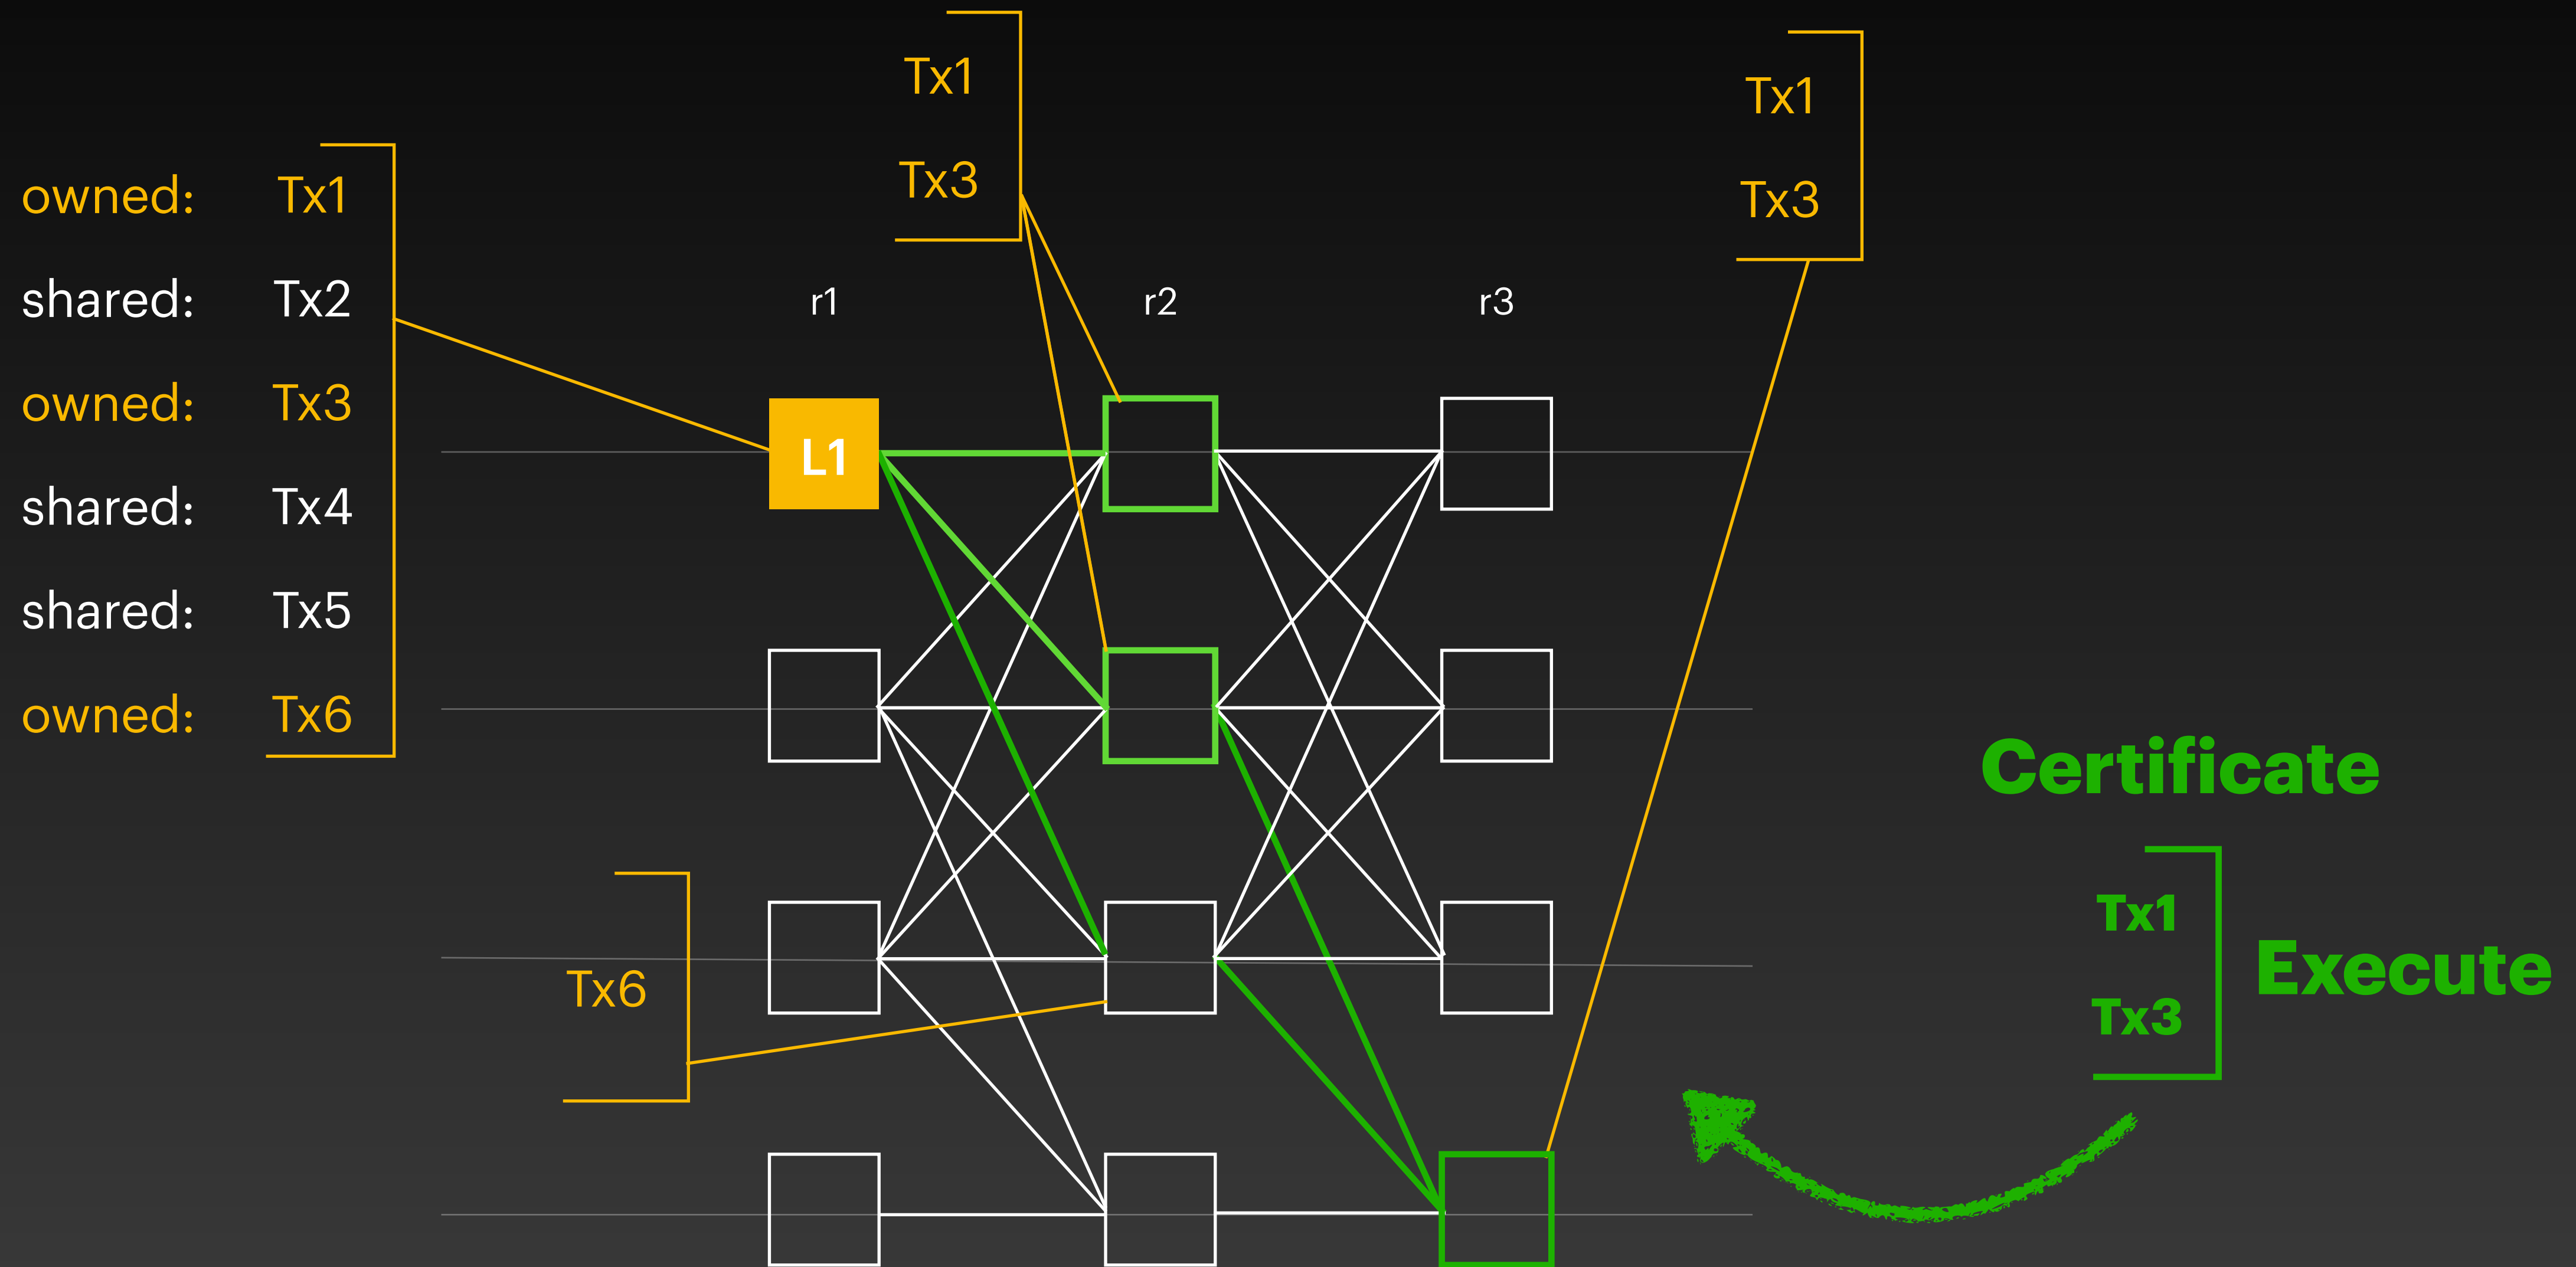 Tx1
Tx3
Tx1
Tx3
owned: Tx1
shared: Tx2
owned: Tx3
shared: Tx4
shared: Tx5
owned: Tx6
r1 r2 r3
L1
Tx6
Certificate
Tx1
Execute
Tx3